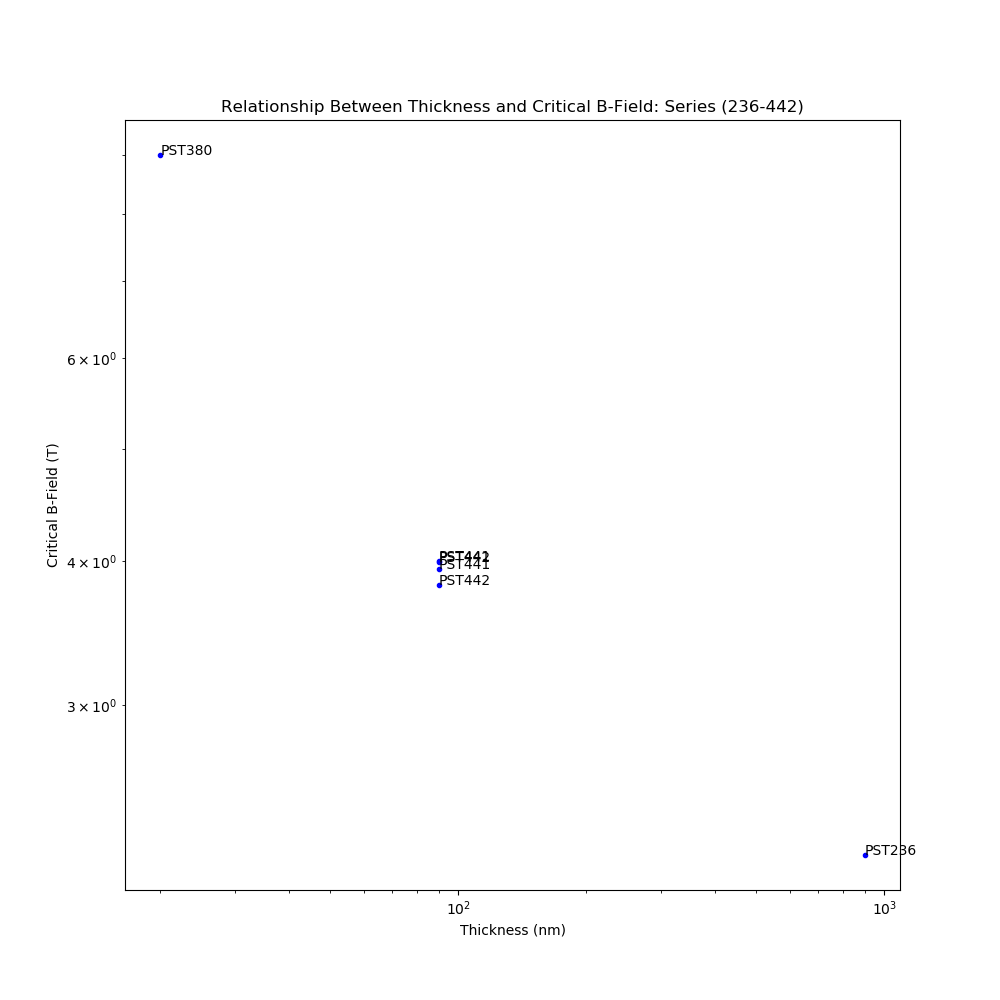 Relationship Between Thickness and Critical B-Field: Series (236-442)
PST380
6 × 10⁰
Critical B-Field (T)
4 × 10⁰
PST441
PST442
3 × 10⁰
PST236
10² 10³
Thickness (nm)